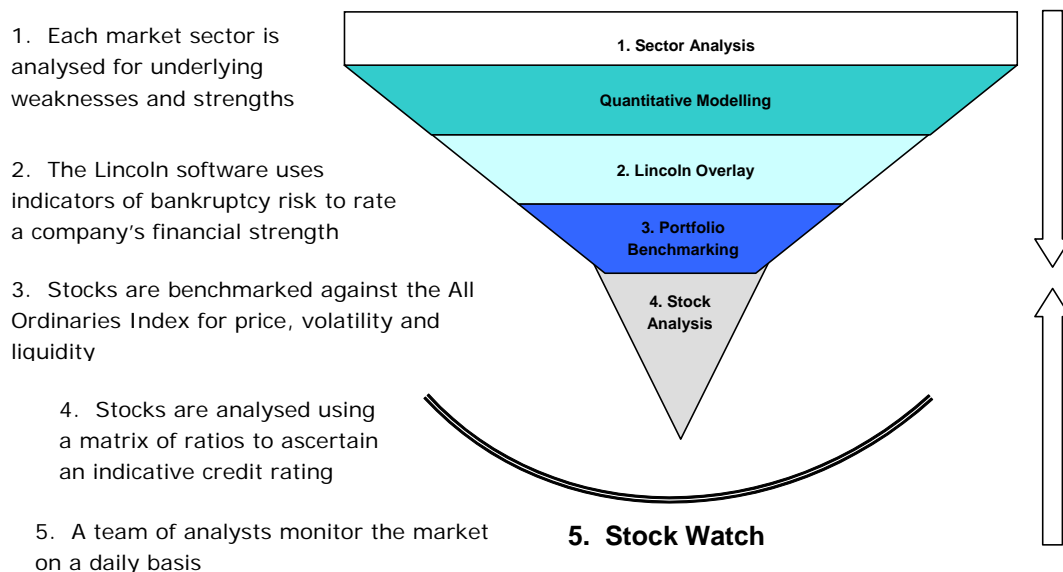 1. Each market sector is
analysed for underlying
weaknesses and strengths
2. The Lincoln software uses
indicators of bankruptcy risk to rate
a company's financial strength
3. Stocks are benchmarked against the All
Ordinaries Index for price, volatility and
liquidity
4. Stocks are analysed using
a matrix of ratios to ascertain
an indicative credit rating
5. A team of analysts monitor the market
on a daily basis
1. Sector Analysis
Quantitative Modelling
2. Lincoln Overlay
3. Portfolio
Benchmarking
4. Stock
Analysis
5. Stock Watch